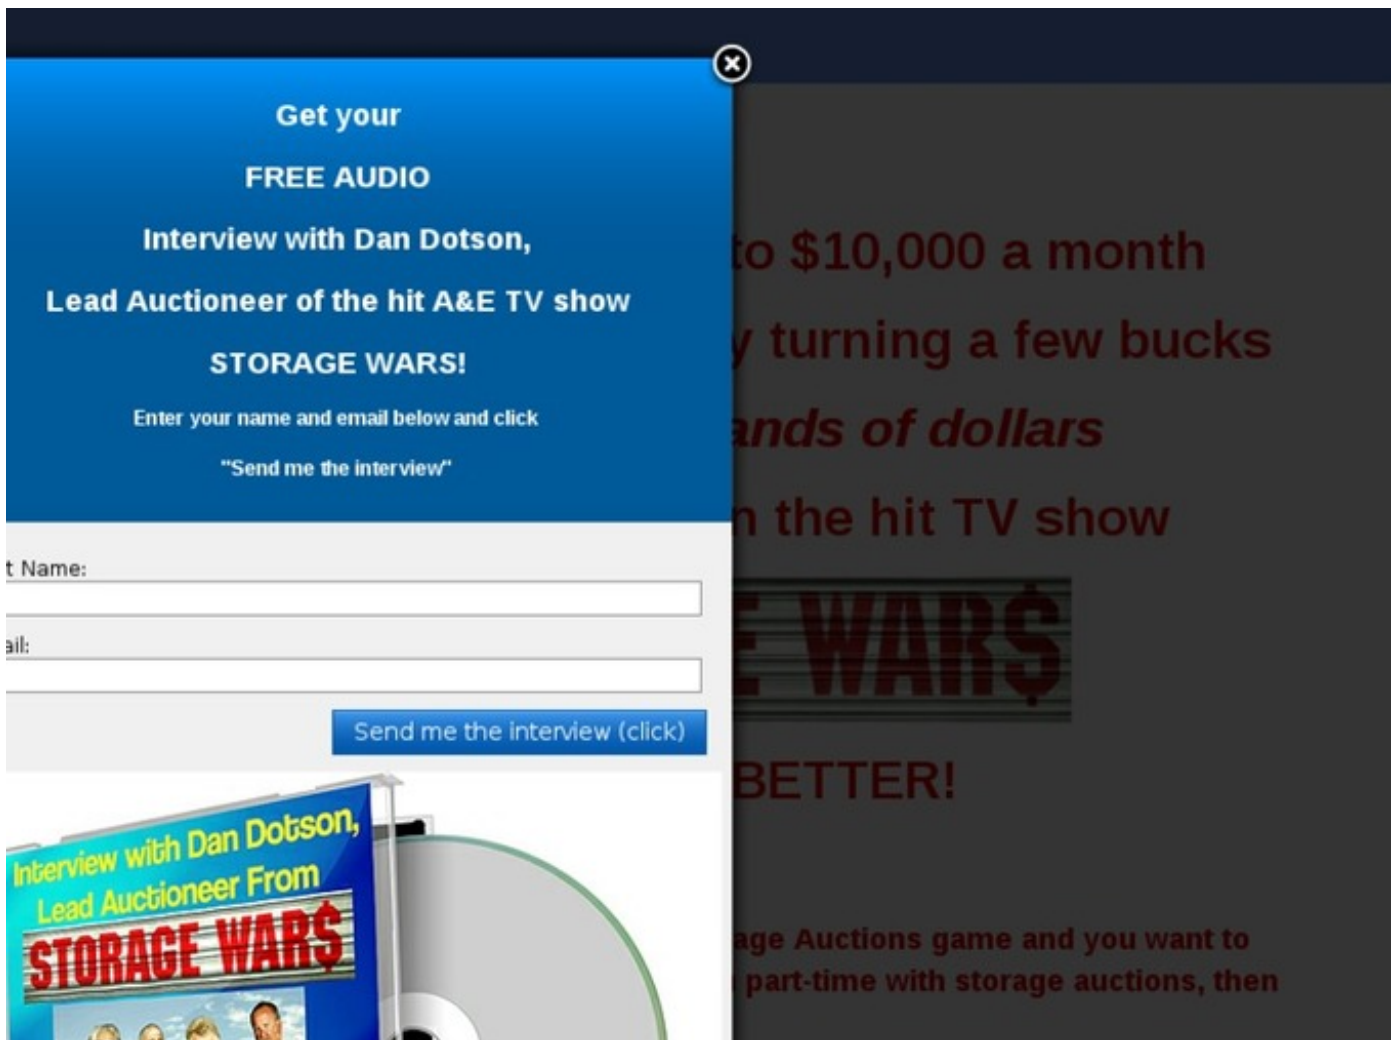 Get your
FREE AUDIO
Interview with Dan Dotson,
Lead Auctioneer of the hit A&E TV show
STORAGE WARS!
Enter your name and email below and click
"Send me the interview"
t Name:
ail:
Send me the interview (click)
Interview with Dan Dotson,
Lead Auctioneer From
STORAGE WAR$
to $10,000 a month
y turning a few bucks
ands of dollars
n the hit TV show
E WAR$
BETTER!
age Auctions game and you want to
part-time with storage auctions, then